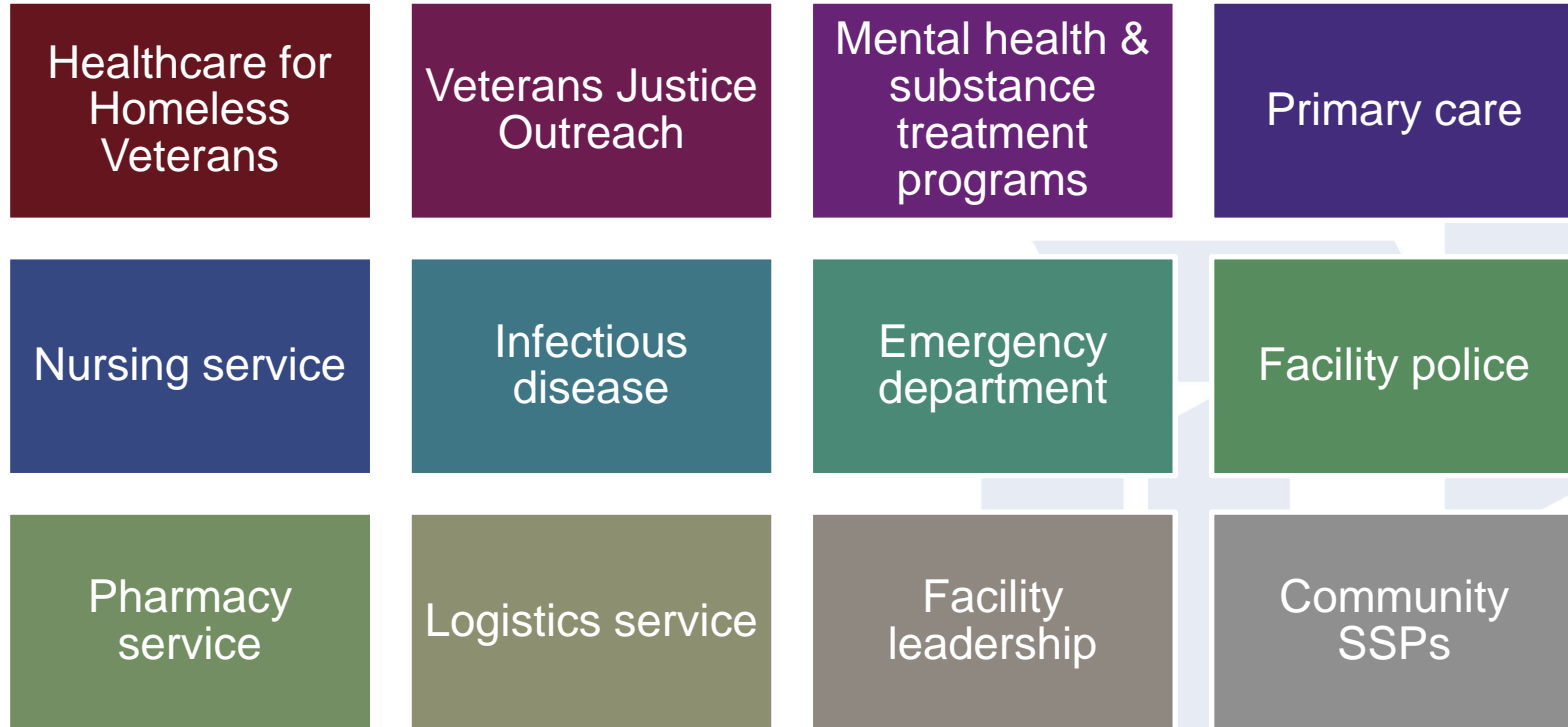 Healthcare for
Homeless
Veterans
Veterans Justice
Outreach
Mental health &
substance
treatment
programs
Primary care
Nursing service
Infectious
disease
Emergency
department
Facility police
Pharmacy
service
Logistics service
Facility
leadership
Community
SSPs